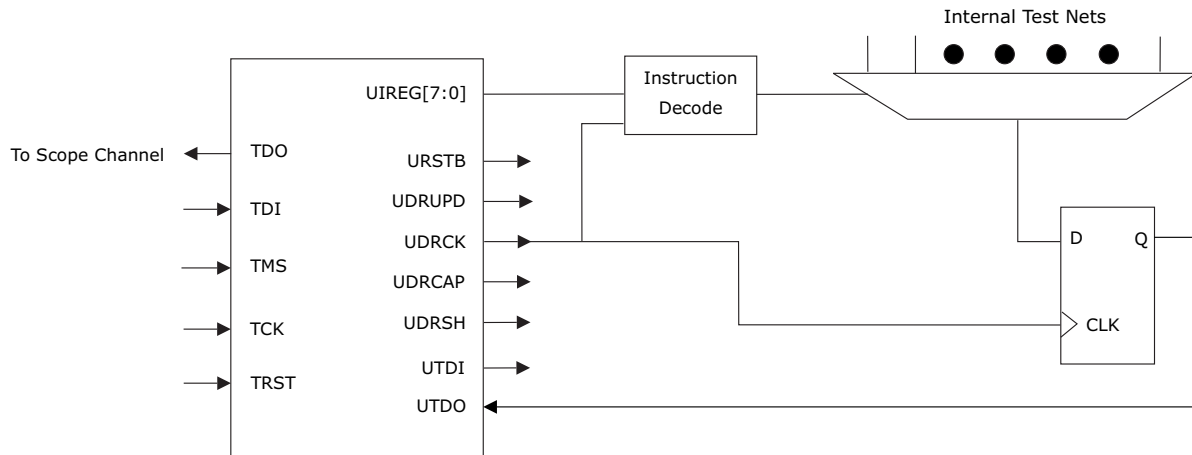 Internal Test Nets
UIREG[7:0]
Instruction
Decode
To Scope Channel
TDO
URSTB
TDI
UDRUPD
UDRCK
D
Q
TMS
UDRCAP
TCK
UDRSH
CLK
UTDI
TRST
UTDO